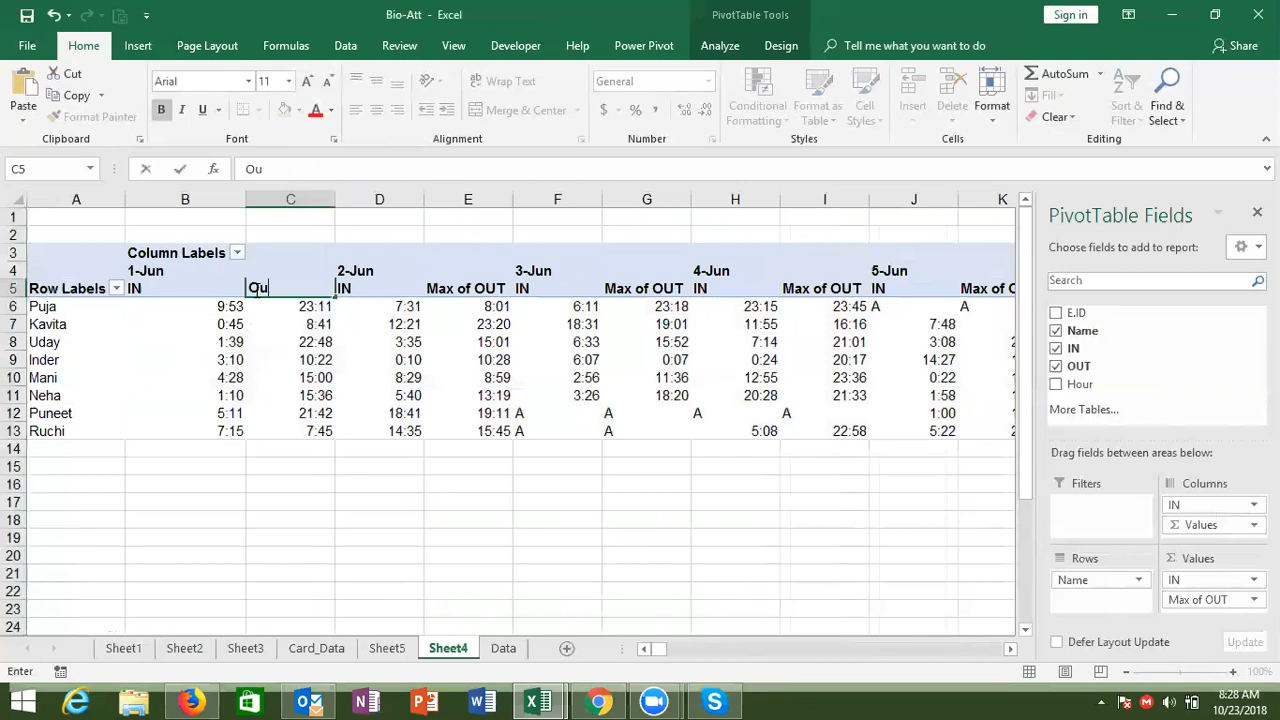 Bio-Att - Excel
PivotTable Tools
Sign in
File Home Insert Page Layout Formulas Data Review View Developer Help Power Pivot Analyze Design Tell me what you want to do Share
Paste
Cut
Copy
Format Painter
Clipboard
Arial 11
B I U
Font
Wrap Text
Merge & Center
Alignment
General
$ % ,
Number
Conditional Formatting
Format as Table
Cell Styles
Styles
Insert Delete Format
Cells
AutoSum
Fill
Clear
Sort & Filter
Find & Select
Editing
C5 fx Ou
A B C D E F G H I J K
1
2
3 Column Labels
4 1-Jun 2-Jun 3-Jun 4-Jun 5-Jun
5 Row Labels IN Ou IN Max of OUT IN Max of OUT IN Max of OUT IN Max of O
6 Puja 9:53 23:11 7:31 8:01 6:11 23:18 23:15 23:45 A A
7 Kavita 0:45 8:41 12:21 23:20 18:31 19:01 11:55 16:16 7:48
8 Uday 1:39 22:48 3:35 15:01 6:33 15:52 7:14 21:01 3:08
9 Inder 3:10 10:22 0:10 10:28 6:07 0:07 0:24 20:17 14:27
10 Mani 4:28 15:00 8:29 8:59 2:56 11:36 12:55 23:36 0:22
11 Neha 1:10 15:36 5:40 13:19 3:26 18:20 20:28 21:33 1:58
12 Puneet 5:11 21:42 18:41 19:11 A A A A 1:00
13 Ruchi 7:15 7:45 14:35 15:45 A A 5:08 22:58 5:22
14
15
16
17
18
19
20
21
22
23
24
PivotTable Fields
Choose fields to add to report:
Search
E.ID
Name
IN
OUT
Hour
More Tables...
Drag fields between areas below:
Filters
Columns
IN
Σ Values
Rows
Name
Σ Values
IN
Max of OUT
Defer Layout Update Update
Sheet1 Sheet2 Sheet3 Card_Data Sheet5 Sheet4 Data
Enter
100%
8:28 AM
10/23/2018